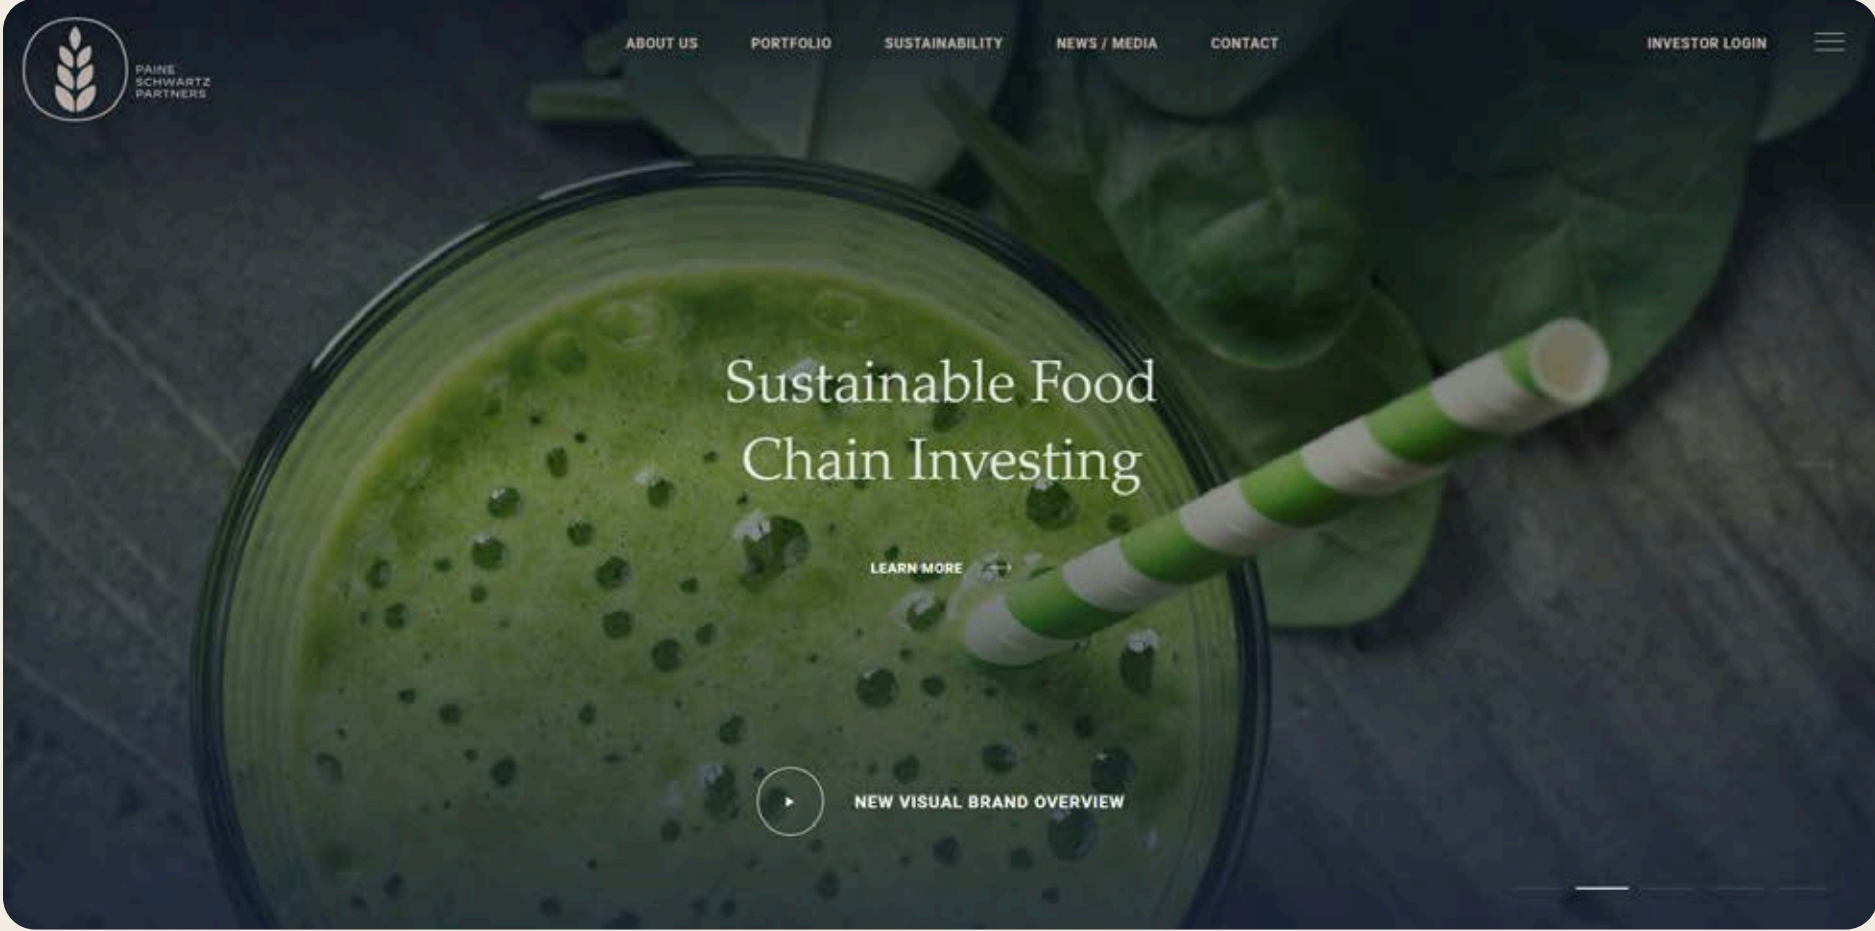 PAINE
SCHWARTZ
PARTNERS
ABOUT US
PORTFOLIO
SUSTAINABILITY
NEWS / MEDIA
CONTACT
INVESTOR LOGIN
Sustainable Food
Chain Investing
LEARN MORE
NEW VISUAL BRAND OVERVIEW